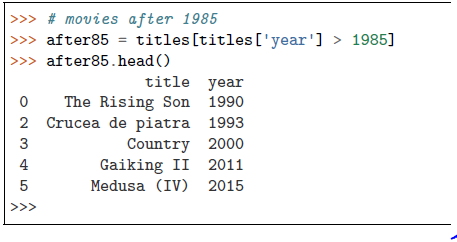 >>> # movies after 1985
>>> after85 = titles[titles['year'] > 1985]
>>> after85.head()
title year
0 The Rising Son 1990
2 Crucea de piatra 1993
3 Country 2000
4 Gaiking II 2011
5 Medusa (IV) 2015
>>>